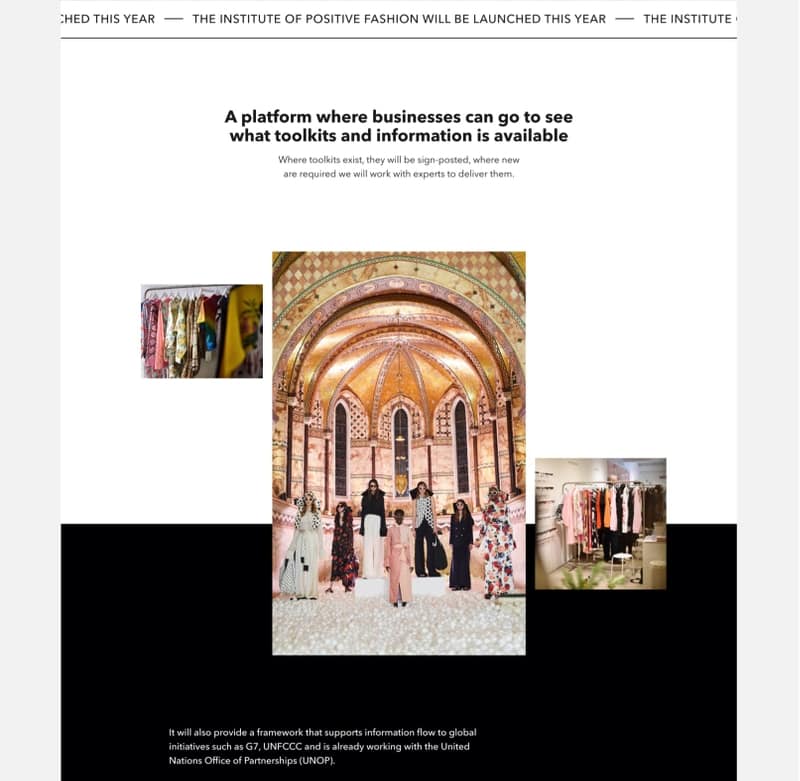 CHED THIS YEAR — THE INSTITUTE OF POSITIVE FASHION WILL BE LAUNCHED THIS YEAR — THE INSTITUTE
A platform where businesses can go to see
what toolkits and information is available
Where toolkits exist, they will be sign-posted, where new
are required we will work with experts to deliver them.
It will also provide a framework that supports information flow to global
initiatives such as G7, UNFCCC and is already working with the United
Nations Office of Partnerships (UNOP).